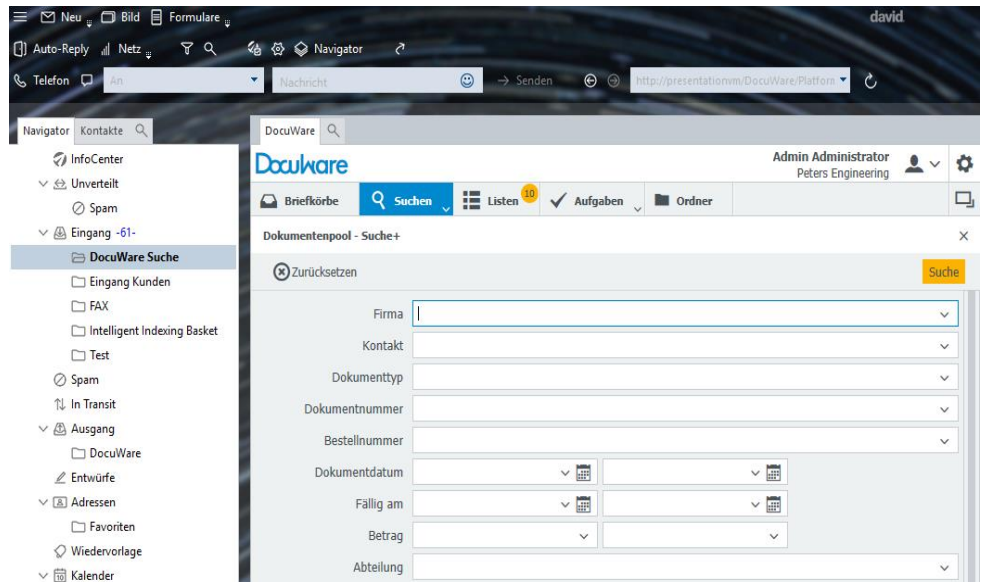 Neu Bild Formulare
david
Auto-Reply Netz Navigator
Telefon An Nachricht Senden http://presentationvm/DocuWare/Platform
Navigator Kontakte
InfoCenter
Unverteilt
Spam
Eingang -61-
DocuWare Suche
Eingang Kunden
FAX
Intelligent Indexing Basket
Test
Spam
In Transit
Ausgang
DocuWare
Entwürfe
Adressen
Favoriten
Wiedervorlage
10 Kalender
DocuWare
DocuWare
Admin Administrator
Peters Engineering
Briefkörbe Suchen Listen 10 Aufgaben Ordner
Dokumentenpool - Suche+
Zurücksetzen Suche
Firma
Kontakt
Dokumenttyp
Dokumentnummer
Bestellnummer
Dokumentdatum
Fällig am
Betrag
Abteilung